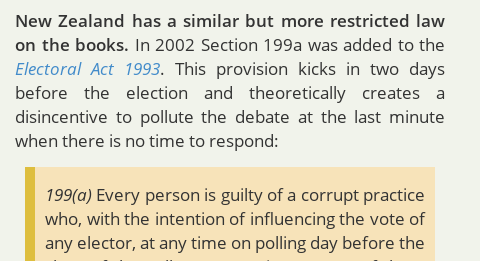 New Zealand has a similar but more restricted law
on the books. In 2002 Section 199a was added to the
Electoral Act 1993. This provision kicks in two days
before the election and theoretically creates a
disincentive to pollute the debate at the last minute
when there is no time to respond:
199(a) Every person is guilty of a corrupt practice
who, with the intention of influencing the vote of
any elector, at any time on polling day before the